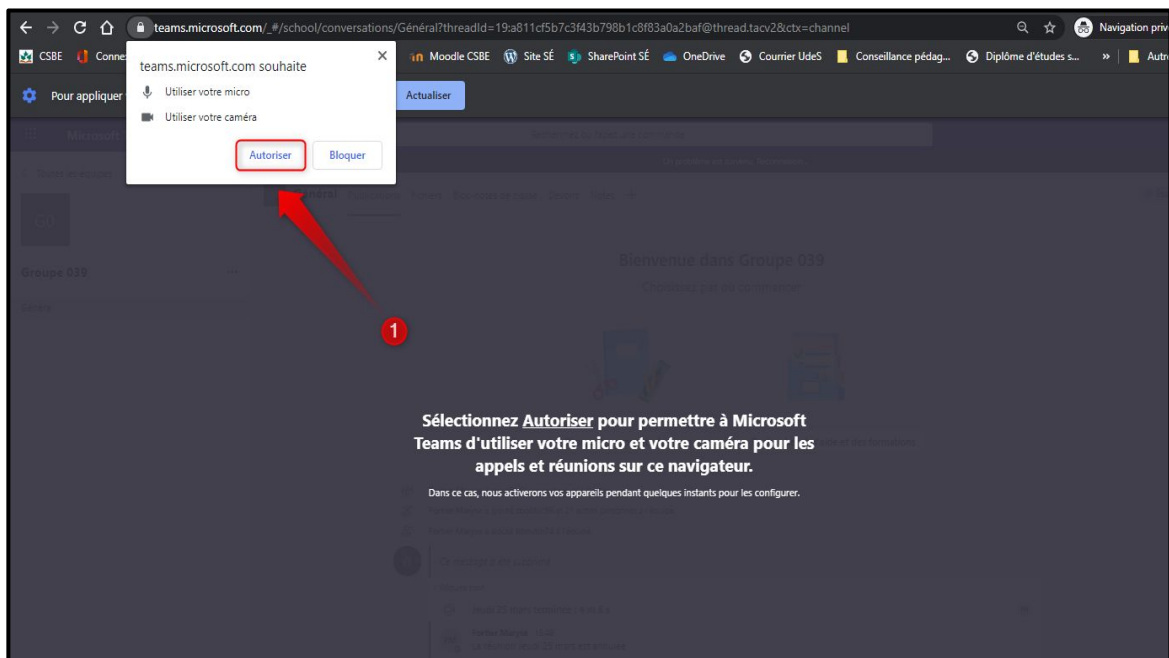 teams.microsoft.com/_#/school/conversations/Général?threadId=19:a811cf5b7c3f43b798b1c8f83a0a2baf@thread.tacv2&ctx=channel
Navigation privé
CSBE
Conne
Moodle CSBE
Site SÉ
SharePoint SÉ
OneDrive
Courrier UdeS
Conseillance pédag...
Diplôme d'études s...
»
Autr
teams.microsoft.com souhaite
Utiliser votre micro
Utiliser votre caméra
Autoriser
Bloquer
Pour appliquer
Actualiser
Microsoft
Général
Groupe 039
Bienvenue dans Groupe 039
1
Sélectionnez Autoriser pour permettre à Microsoft
Teams d'utiliser votre micro et votre caméra pour les
appels et réunions sur ce navigateur.
Dans ce cas, nous activerons vos appareils pendant quelques instants pour les configurer.